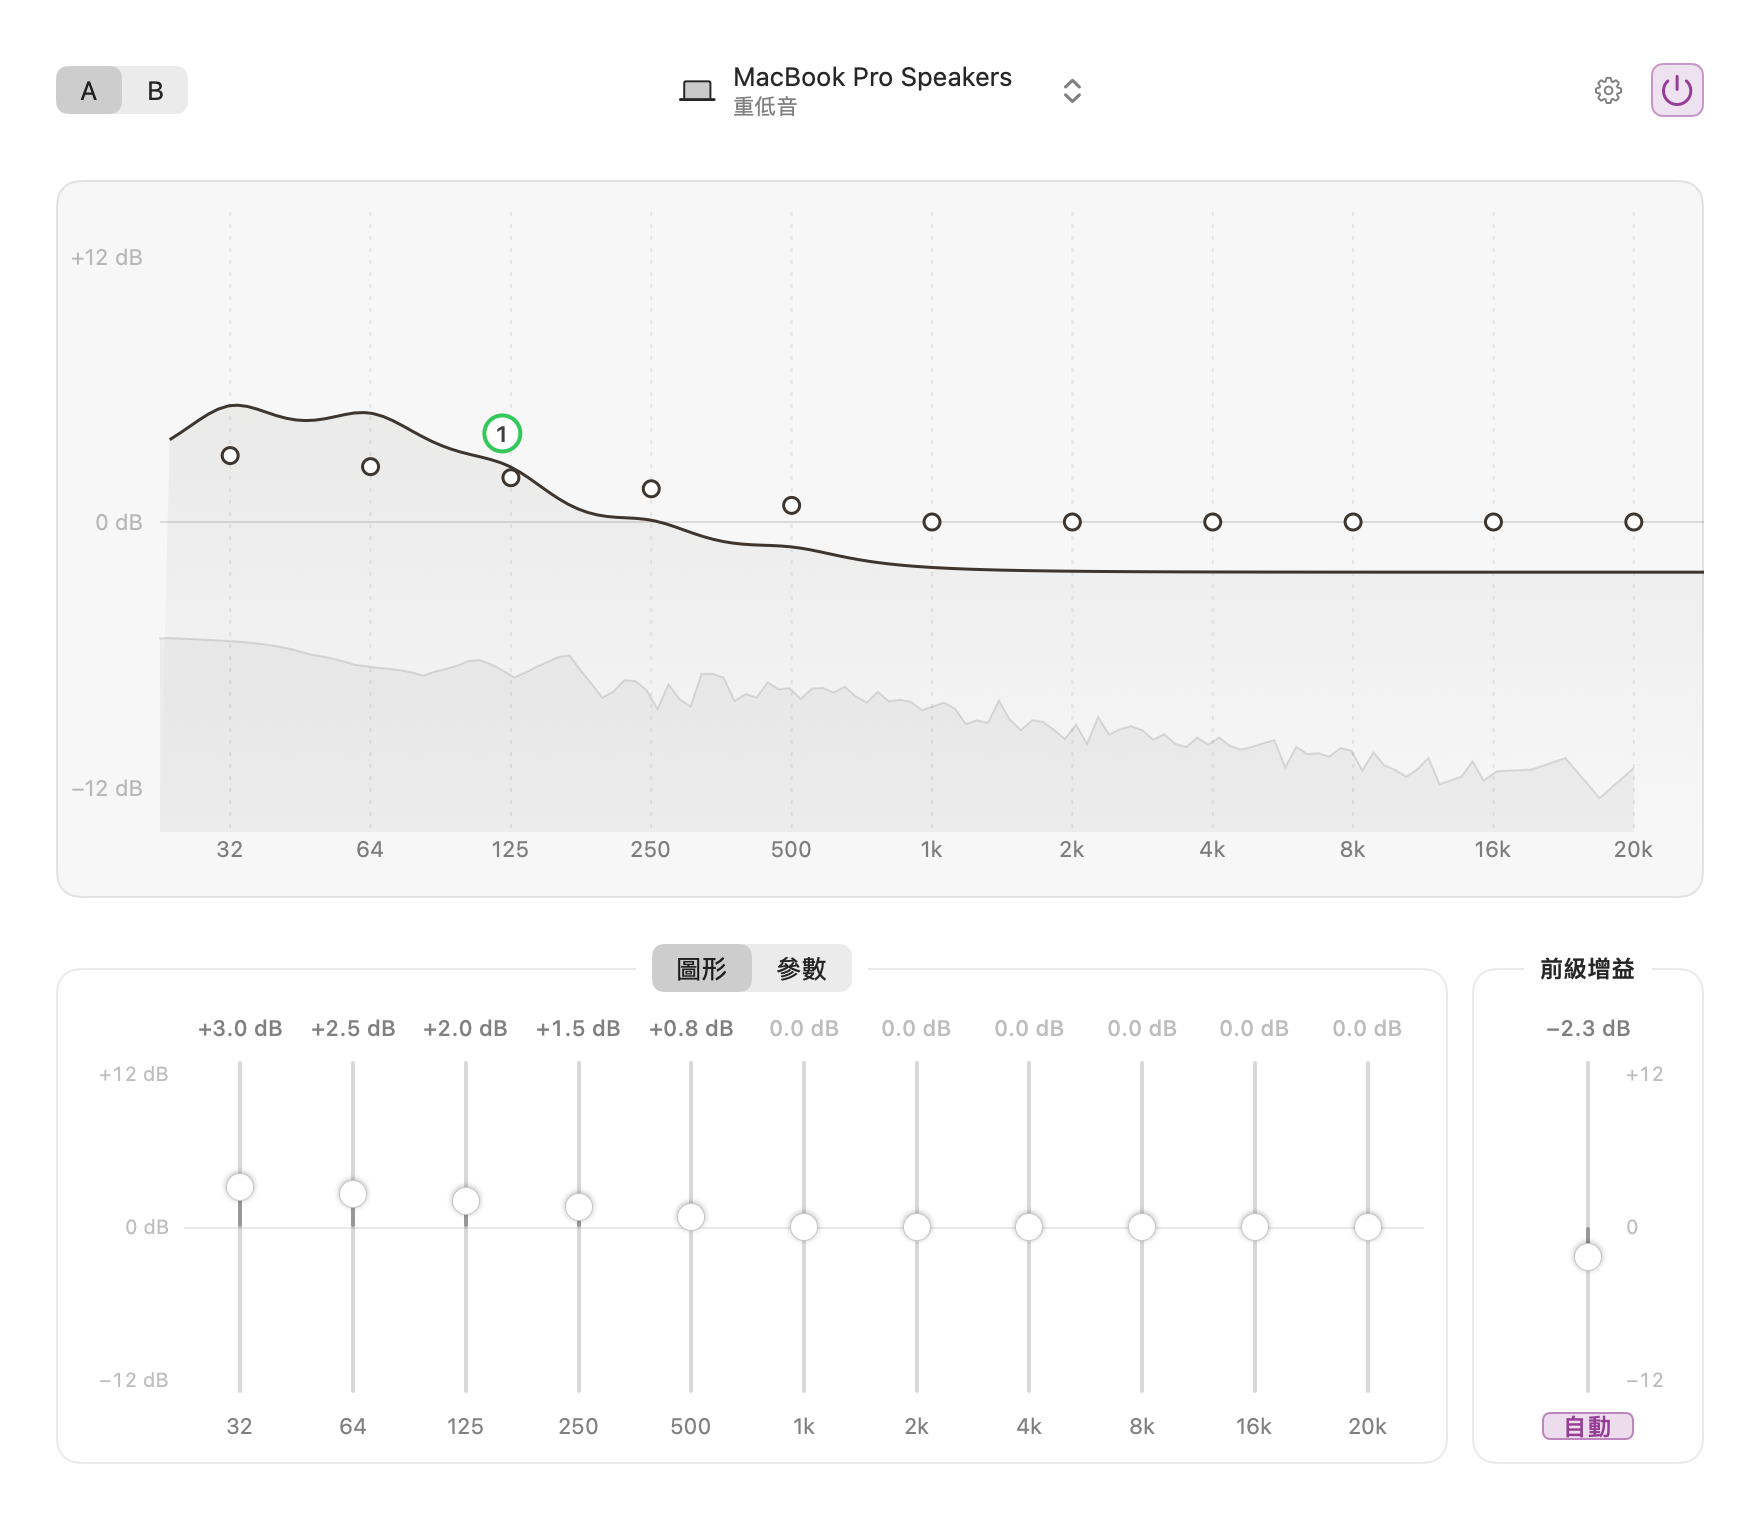 A B
MacBook Pro Speakers
重低音
+12 dB
1
0 dB
−12 dB
32 64 125 250 500 1k 2k 4k 8k 16k 20k
圖形 參數
前級增益
+3.0 dB +2.5 dB +2.0 dB +1.5 dB +0.8 dB 0.0 dB 0.0 dB 0.0 dB 0.0 dB 0.0 dB 0.0 dB
−2.3 dB
+12 dB
+12
0 dB
0
−12 dB
−12
32 64 125 250 500 1k 2k 4k 8k 16k 20k
自動